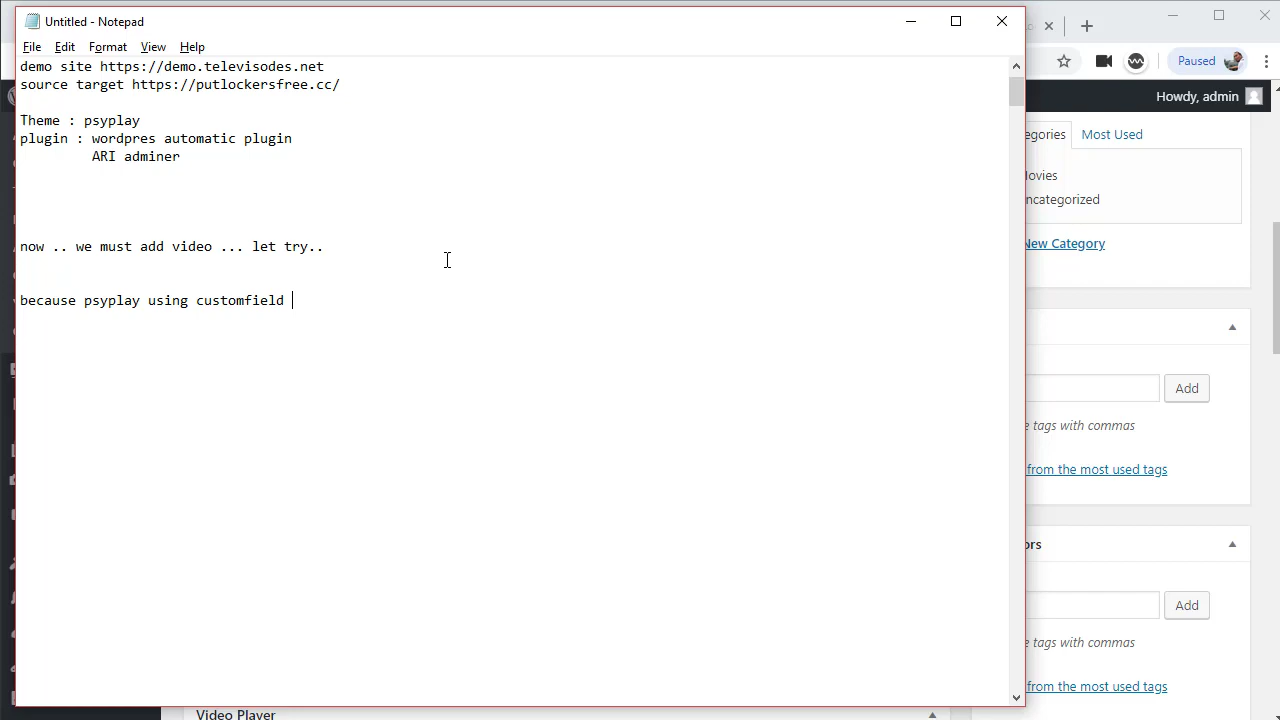 Untitled - Notepad
File Edit Format View Help
demo site https://demo.televisodes.net
source target https://putlockersfree.cc/
Theme : psyplay
plugin : wordpres automatic plugin
ARI adminer
now .. we must add video ... let try..
because psyplay using customfield
Paused
Howdy, admin
egories Most Used
ovies
ncategorized
New Category
Add
e tags with commas
from the most used tags
ors
Add
e tags with commas
from the most used tags
Video Player